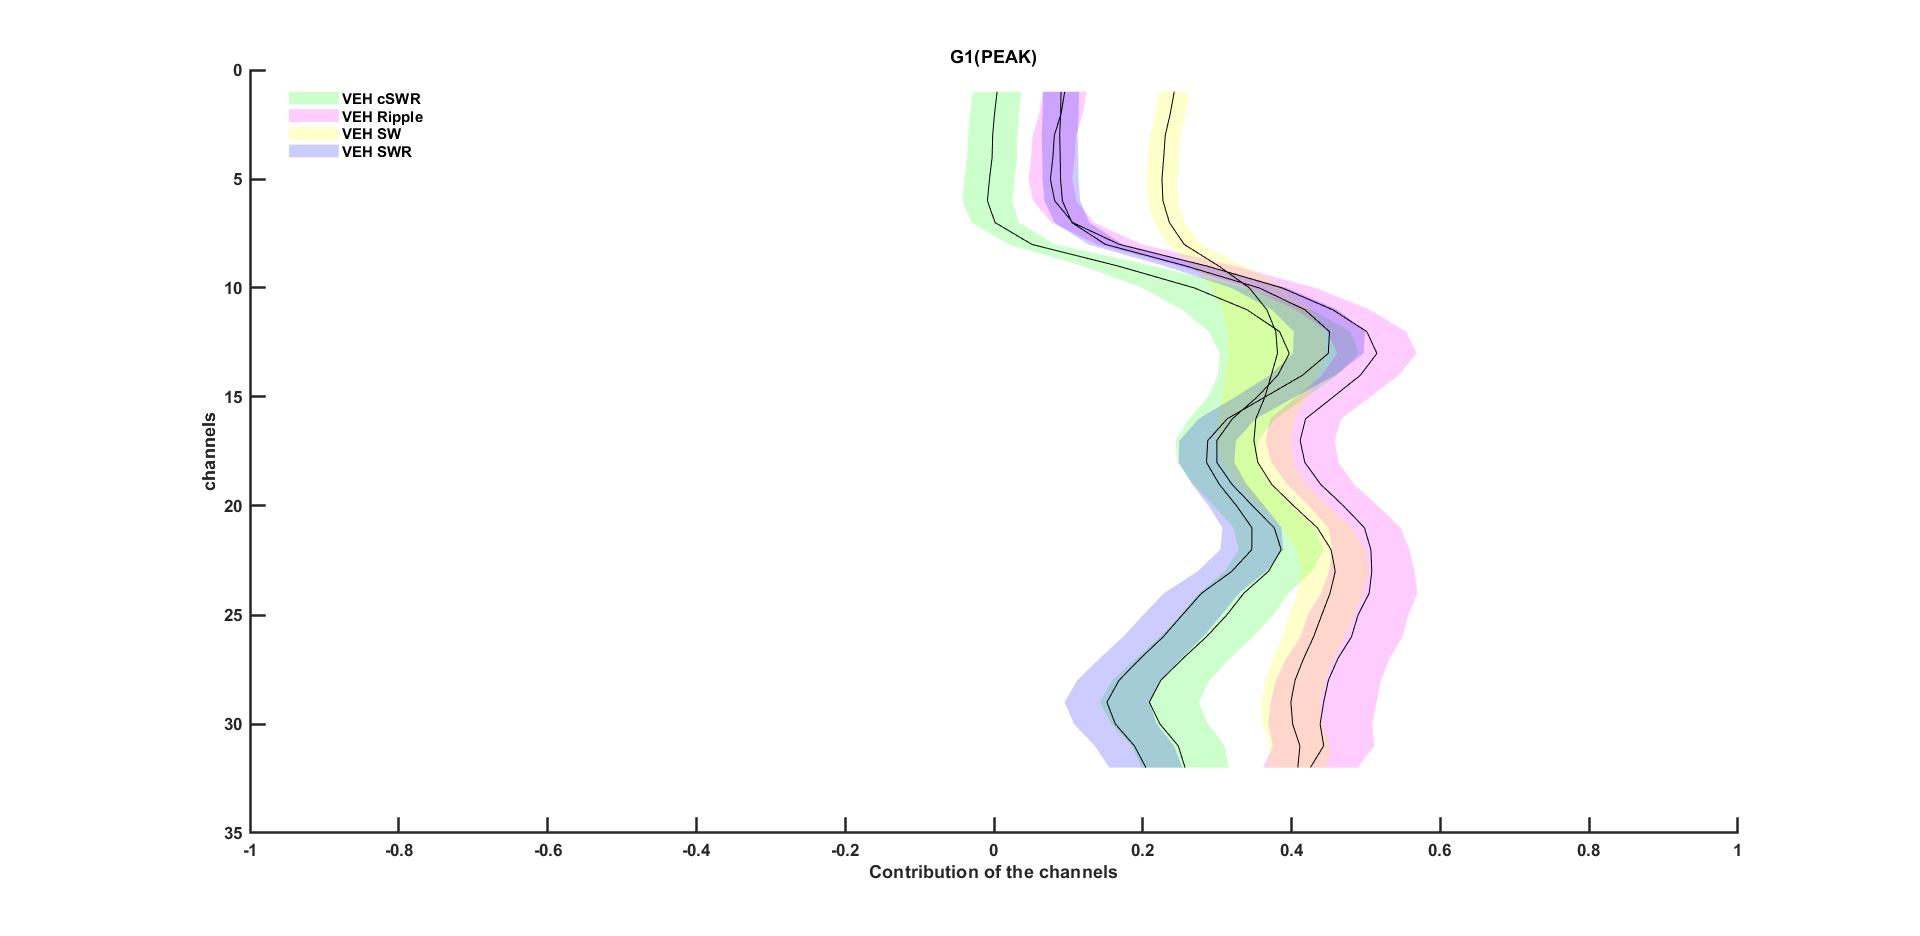 G1(PEAK)
VEH cSWR
VEH Ripple
VEH SW
VEH SWR
0
5
10
15
20
25
30
35
channels
-1 -0.8 -0.6 -0.4 -0.2 0 0.2 0.4 0.6 0.8 1
Contribution of the channels